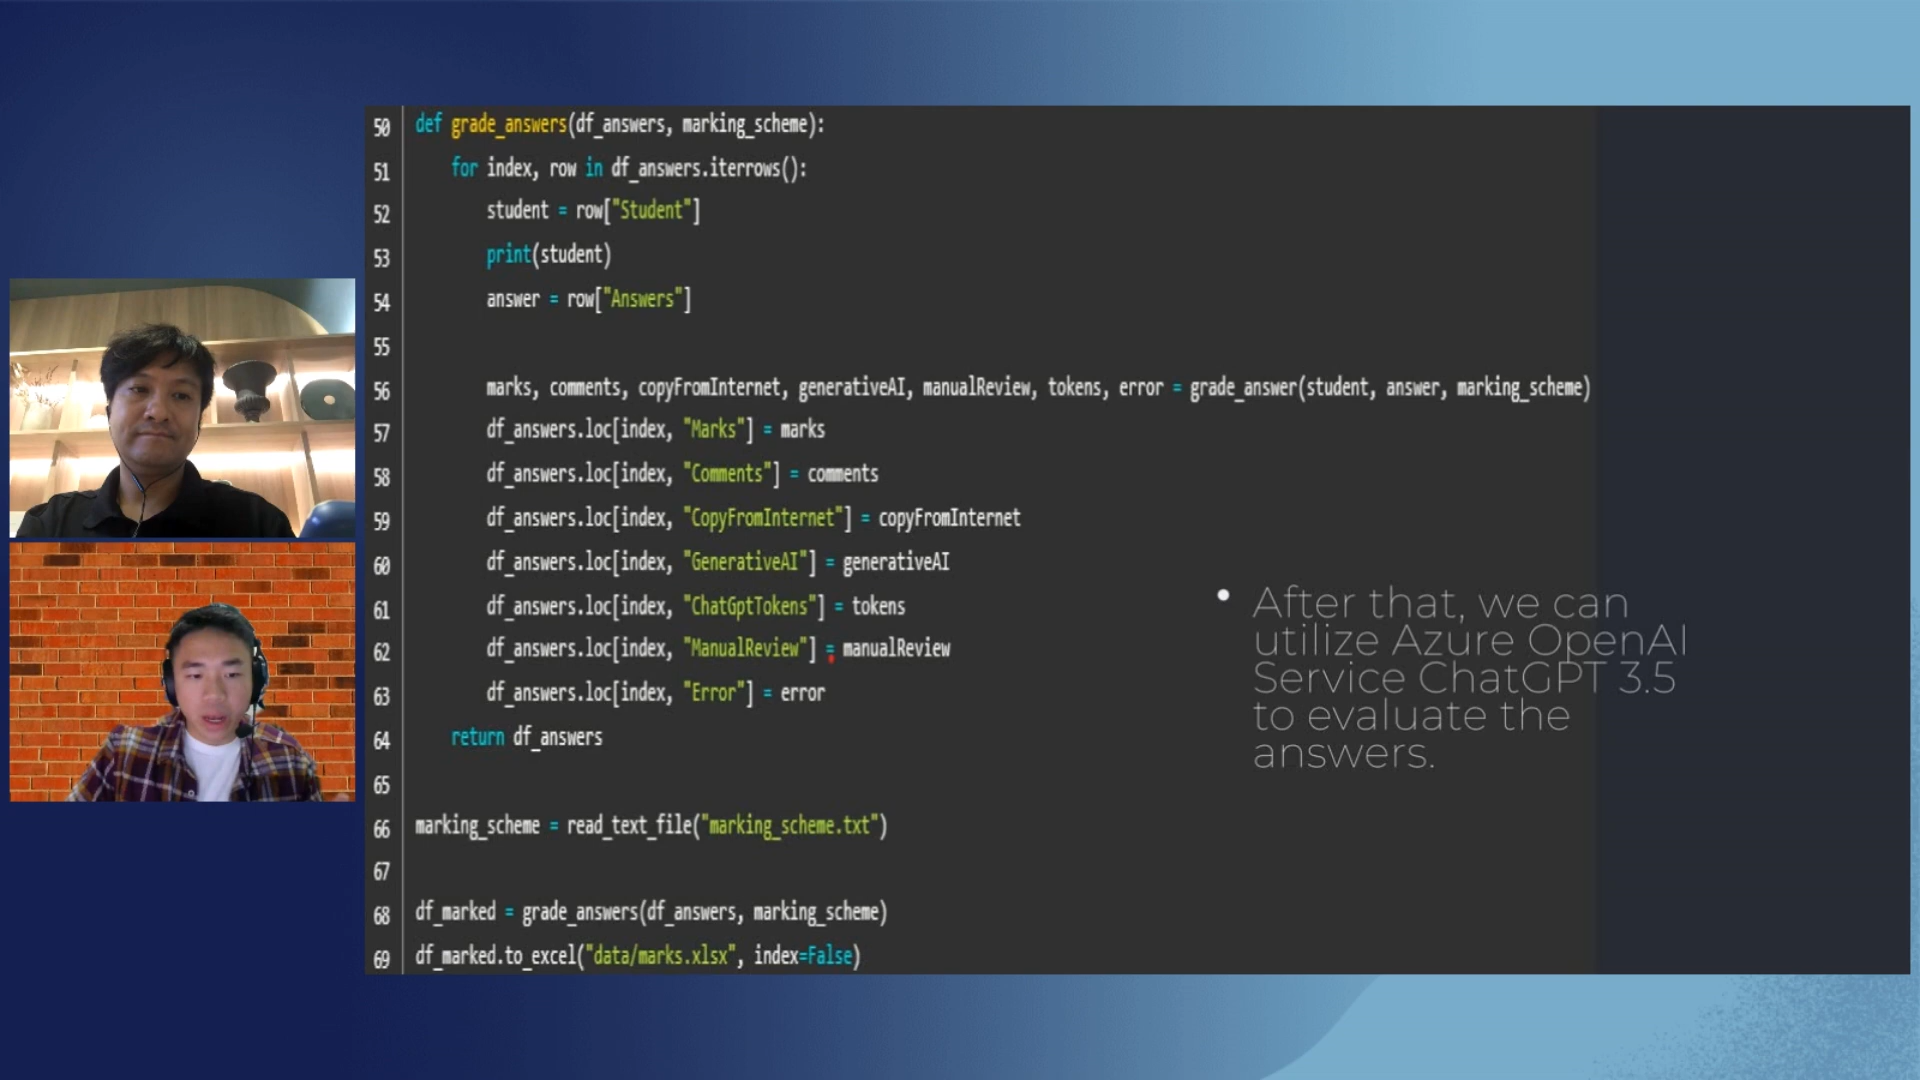 50 def grade_answers(df_answers, marking_scheme):
51 for index, row in df_answers.iterrows():
52 student = row["Student"]
53 print(student)
54 answer = row["Answers"]
55
56 marks, comments, copyFromInternet, generativeAI, manualReview, tokens, error = grade_answer(student, answer, marking_scheme)
57 df_answers.loc[index, "Marks"] = marks
58 df_answers.loc[index, "Comments"] = comments
59 df_answers.loc[index, "CopyFromInternet"] = copyFromInternet
60 df_answers.loc[index, "GenerativeAI"] = generativeAI
61 df_answers.loc[index, "ChatGptTokens"] = tokens
62 df_answers.loc[index, "ManualReview"] = manualReview
63 df_answers.loc[index, "Error"] = error
64 return df_answers
65
66 marking_scheme = read_text_file("marking_scheme.txt")
67
68 df_marked = grade_answers(df_answers, marking_scheme)
69 df_marked.to_excel("data/marks.xlsx", index=False)
• After that, we can
utilize Azure OpenAI
Service ChatGPT 3.5
to evaluate the
answers.